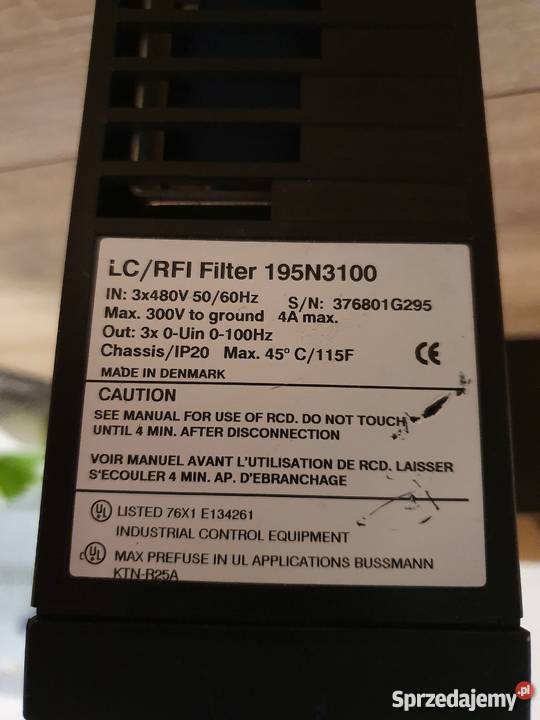 LC/RFI Filter 195N3100
IN: 3x480V 50/60Hz S/N: 376801G295
Max. 300V to ground 4A max.
Out: 3x 0-Uin 0-100Hz
Chassis/IP20 Max. 45° C/115F CE
MADE IN DENMARK
CAUTION
SEE MANUAL FOR USE OF RCD. DO NOT TOUCH
UNTIL 4 MIN. AFTER DISCONNECTION
VOIR MANUEL AVANT L'UTILISATION DE RCD. LAISSER
S'ECOULER 4 MIN. AP. D'EBRANCHAGE
UL LISTED 76X1 E134261
INDUSTRIAL CONTROL EQUIPMENT
c UL MAX PREFUSE IN UL APPLICATIONS BUSSMANN
KTN-R25A
Sprzedajemy.pl